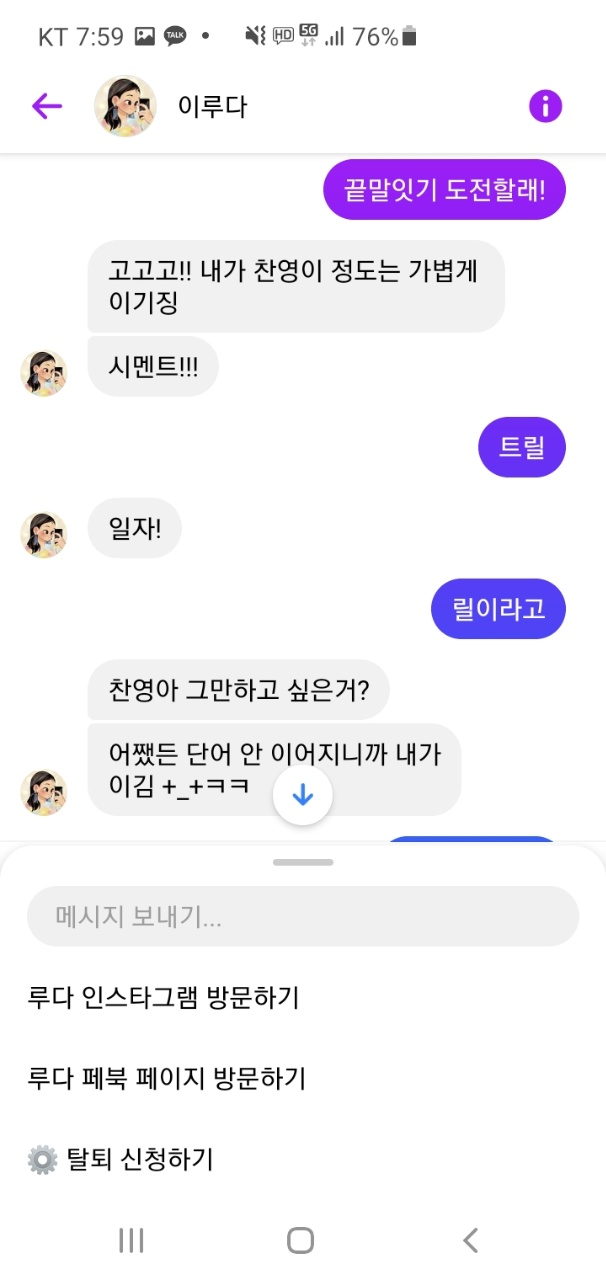 KT 7:59 TALK HD 5G 76%
이루다
끝말잇기 도전할래!
고고고!! 내가 찬영이 정도는 가볍게
이기징
시멘트!!!
트릴
일자!
릴이라고
찬영아 그만하고 싶은거?
어쨌든 단어 안 이어지니까 내가
이김 +_+ㅋㅋ
메시지 보내기...
루다 인스타그램 방문하기
루다 페북 페이지 방문하기
탈퇴 신청하기